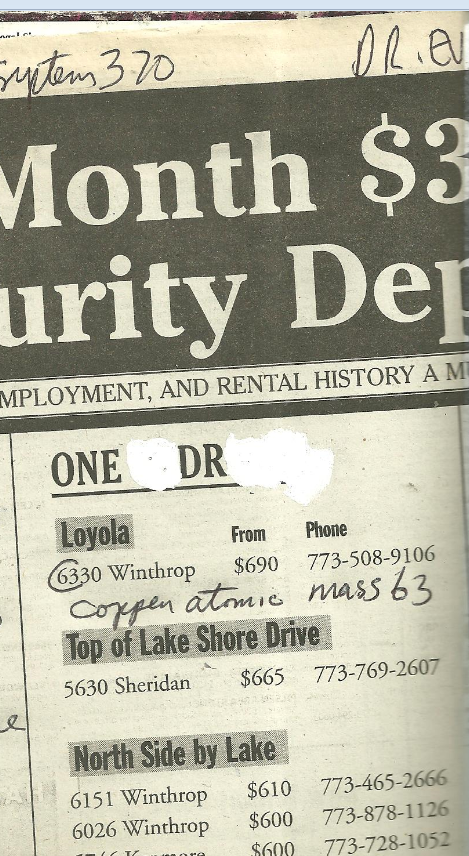 system 370 DR. EV
Month $3
urity Dep
MPLOYMENT, AND RENTAL HISTORY A M
ONE DR
Loyola From Phone
6330 Winthrop $690 773-508-9106
copper atomic mass 63
Top of Lake Shore Drive
5630 Sheridan $665 773-769-2607
North Side by Lake
6151 Winthrop $610 773-465-2666
6026 Winthrop $600 773-878-1126
$600 773-728-1052